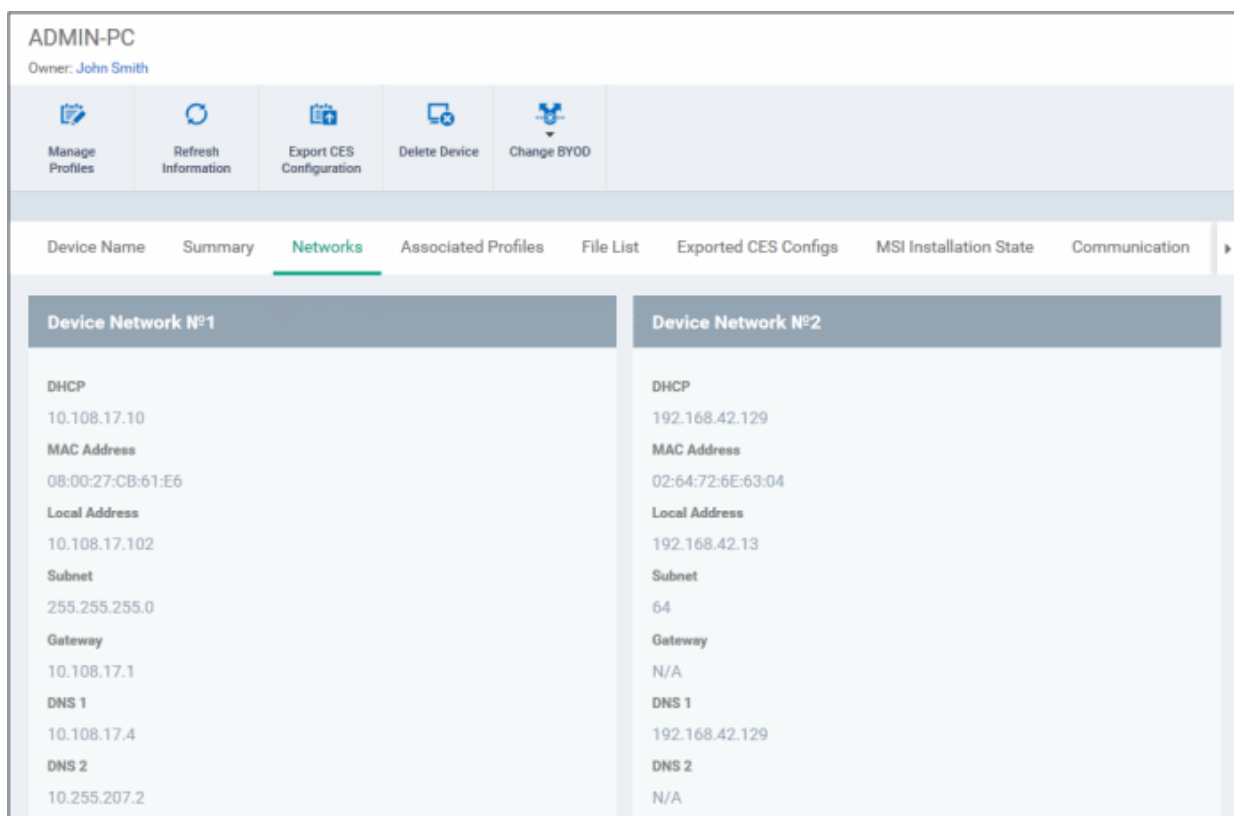 ADMIN-PC
Owner: John Smith
Manage
Profiles
Refresh
Information
Export CES
Configuration
Delete Device
Change BYOD
Device Name Summary Networks Associated Profiles File List Exported CES Configs MSI Installation State Communication
Device Network №1
DHCP
10.108.17.10
MAC Address
08:00:27:CB:61:E6
Local Address
10.108.17.102
Subnet
255.255.255.0
Gateway
10.108.17.1
DNS 1
10.108.17.4
DNS 2
10.255.207.2
Device Network №2
DHCP
192.168.42.129
MAC Address
02:64:72:6E:63:04
Local Address
192.168.42.13
Subnet
64
Gateway
N/A
DNS 1
192.168.42.129
DNS 2
N/A